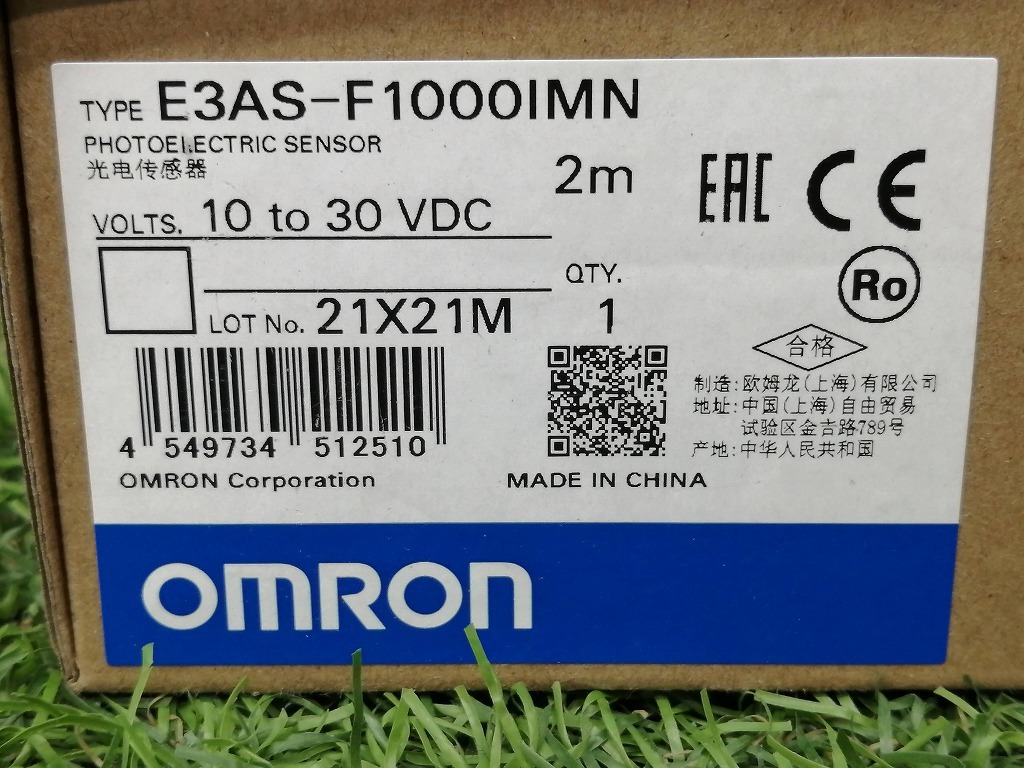 TYPE E3AS-F1000IMN
PHOTOELECTRIC SENSOR
光电传感器
2m
EAC CE
VOLTS. 10 to 30 VDC
QTY.
Ro
LOT No. 21X21M 1
合格
制造:欧姆龙(上海)有限公司
地址:中国(上海)自由贸易
试验区金吉路789号
产地:中华人民共和国
4 549734 512510
OMRON Corporation
MADE IN CHINA
OMRON